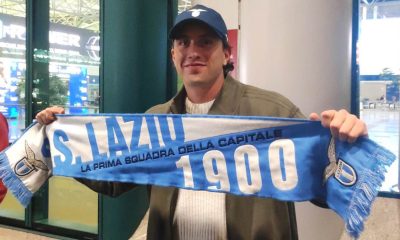 S. LAZIO
LA PRIMA SQUADRA DELLA CAPITALE
1900